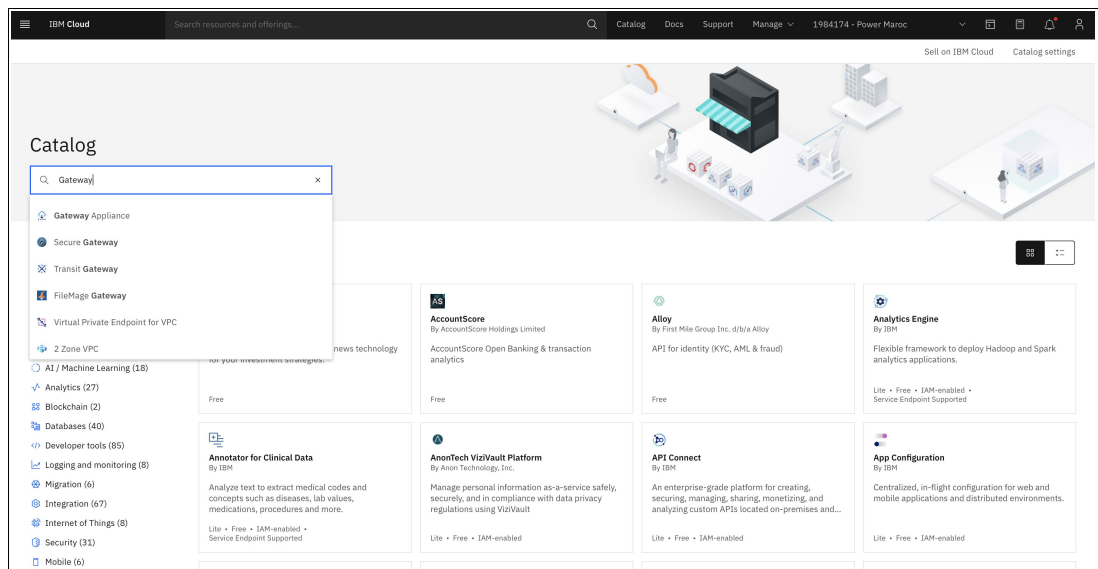 IBM Cloud
Search resources and offerings...
Catalog
Docs
Support
Manage
1984174 - Power Maroc
Sell on IBM Cloud
Catalog settings
Catalog
Gateway
Gateway Appliance
Secure Gateway
Transit Gateway
FileMage Gateway
Virtual Private Endpoint for VPC
2 Zone VPC
AI / Machine Learning (18)
Analytics (27)
Blockchain (2)
Databases (40)
Developer tools (85)
Logging and monitoring (8)
Migration (6)
Integration (67)
Internet of Things (8)
Security (31)
Mobile (6)
news technology
for your investment strategies.
Free
AS
AccountScore
By AccountScore Holdings Limited
AccountScore Open Banking & transaction
analytics
Free
Alloy
By First Mile Group Inc. d/b/a Alloy
API for identity (KYC, AML & fraud)
Free
Analytics Engine
By IBM
Flexible framework to deploy Hadoop and Spark
analytics applications.
Lite • Free • IAM-enabled •
Service Endpoint Supported
Annotator for Clinical Data
By IBM
Analyze text to extract medical codes and
concepts such as diseases, lab values,
medications, procedures and more.
Lite • Free • IAM-enabled •
Service Endpoint Supported
AnonTech ViziVault Platform
By Anon Technology, Inc.
Manage personal information as-a-service safely,
securely, and in compliance with data privacy
regulations using ViziVault
Lite • Free • IAM-enabled
API Connect
By IBM
An enterprise-grade platform for creating,
securing, managing, sharing, monetizing, and
analyzing custom APIs located on-premises and...
Lite • Free • IAM-enabled
App Configuration
By IBM
Centralized, in-flight configuration for web and
mobile applications and distributed environments.
Lite • Free • IAM-enabled